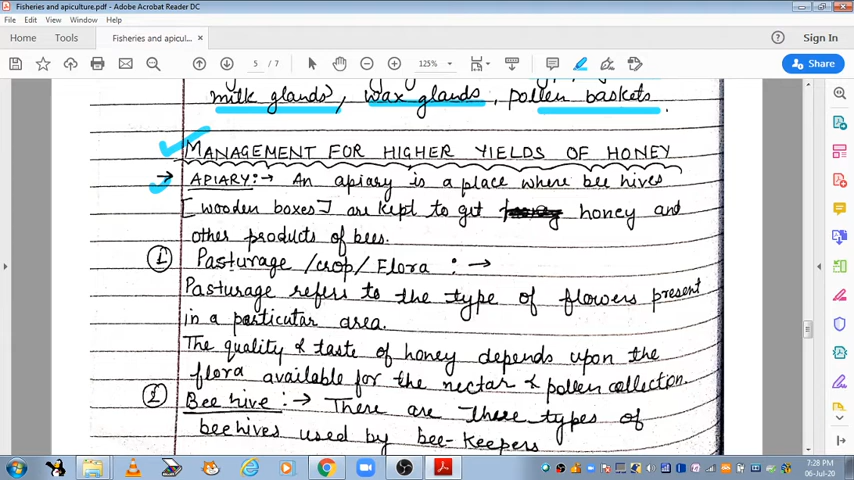 Fisheries and apiculture.pdf - Adobe Acrobat Reader DC
File Edit View Window Help
Home Tools Fisheries and apicul... × Sign In
5 / 7 125% Share
milk glands, wax glands, pollen baskets.
MANAGEMENT FOR HIGHER YIELDS OF HONEY
→ APIARY:→ An apiary is a place where bee hives
[wooden boxes] are kept to get honey and
other products of bees.
1 Pasturage /crop/ Flora :→
Pasturage refers to the type of flowers present
in a particular area.
The quality & taste of honey depends upon the
flora available for the nectar & pollen collection.
2 Bee hive :→ There are these types of
beehives used by bee-keepers
7:28 PM
06-Jul-20